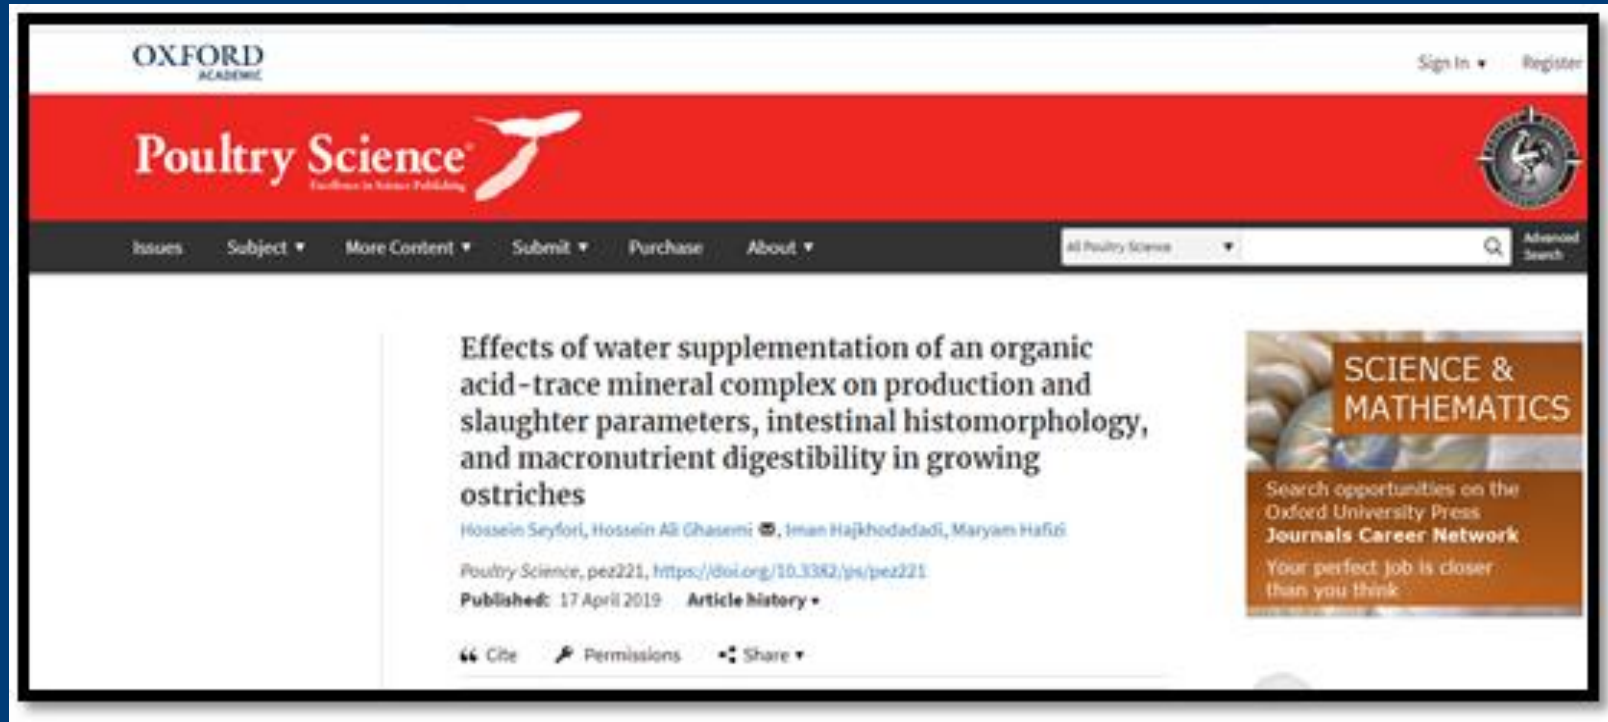 OXFORD
ACADEMIC
Sign In ▼ Register
Poultry Science®
Excellence in Science Publishing
Issues Subject ▼ More Content ▼ Submit ▼ Purchase About ▼ All Poultry Science ▼ Advanced Search
Effects of water supplementation of an organic
acid-trace mineral complex on production and
slaughter parameters, intestinal histomorphology,
and macronutrient digestibility in growing
ostriches
Hossein Seyfori, Hossein Ali Ghasemi ✉, Iman Hajkhodadadi, Maryam Hafizi
Poultry Science, pez221, https://doi.org/10.3382/ps/pez221
Published: 17 April 2019 Article history ▾
Cite Permissions Share ▼
SCIENCE &
MATHEMATICS
Search opportunities on the
Oxford University Press
Journals Career Network
Your perfect job is closer
than you think